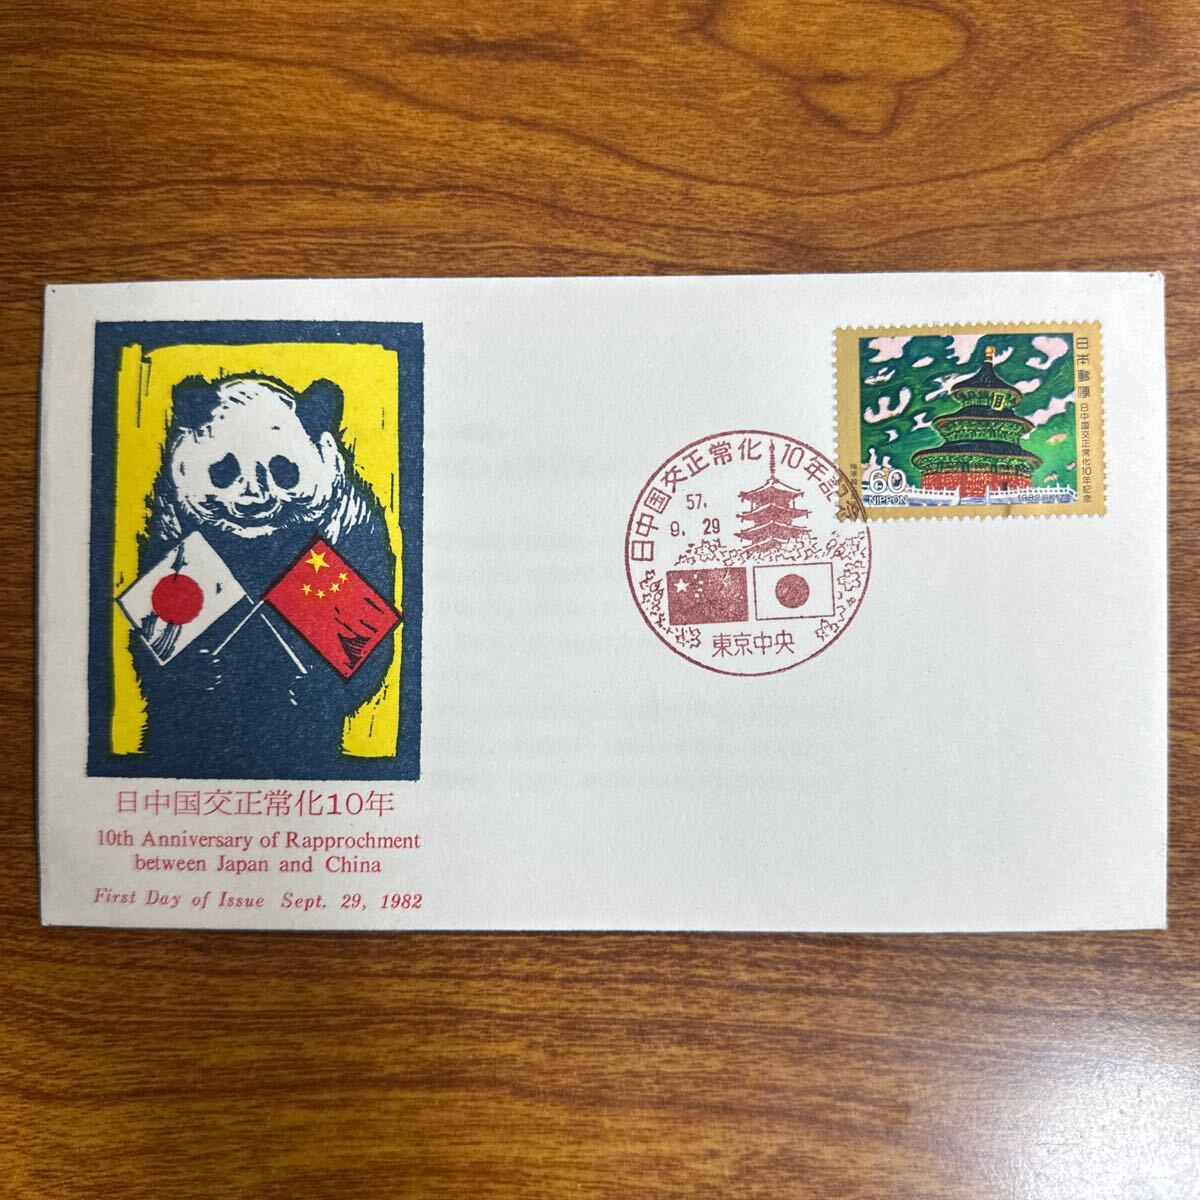 日本郵便
日中国交正常化10年記念
60
NIPPON
1982
日中国交正常化 10年記念
57.
9. 29
東京中央
日中国交正常化10年
10th Anniversary of Rapprochment
between Japan and China
First Day of Issue Sept. 29, 1982